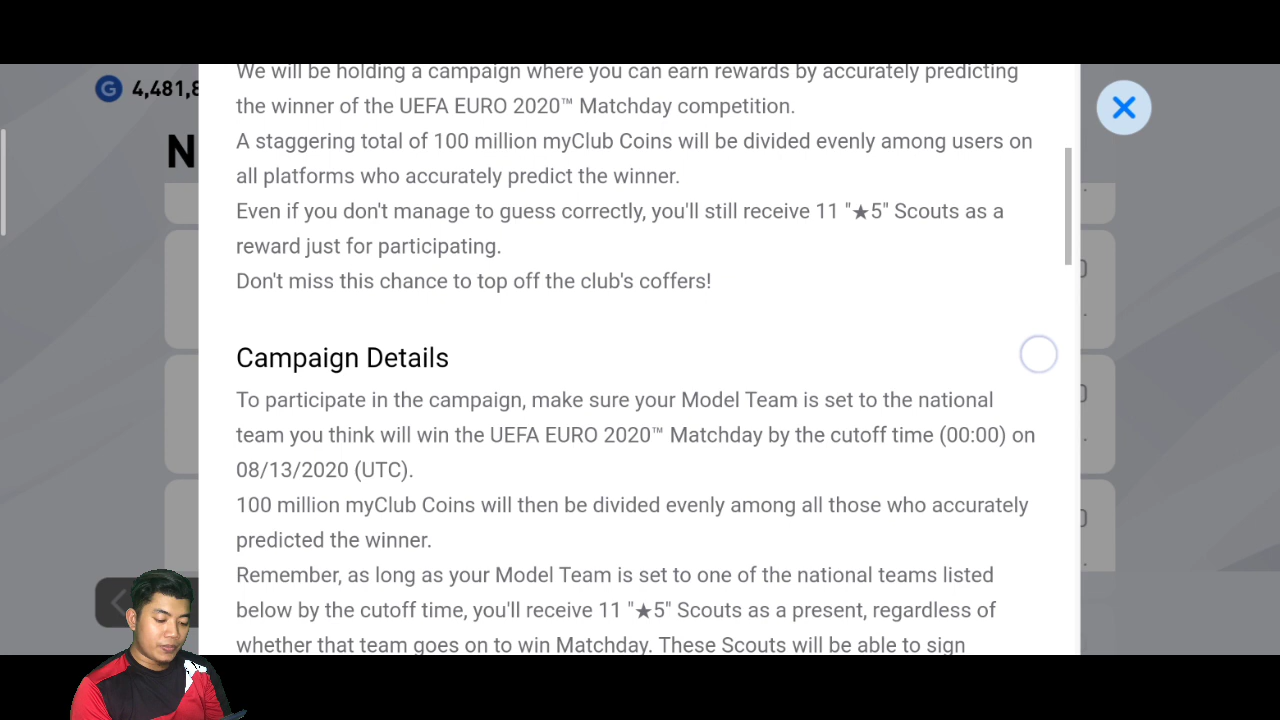 G 4,481,8
N
We will be holding a campaign where you can earn rewards by accurately predicting
the winner of the UEFA EURO 2020™ Matchday competition.
A staggering total of 100 million myClub Coins will be divided evenly among users on
all platforms who accurately predict the winner.
Even if you don't manage to guess correctly, you'll still receive 11 "★5" Scouts as a
reward just for participating.
Don't miss this chance to top off the club's coffers!
Campaign Details
To participate in the campaign, make sure your Model Team is set to the national
team you think will win the UEFA EURO 2020™ Matchday by the cutoff time (00:00) on
08/13/2020 (UTC).
100 million myClub Coins will then be divided evenly among all those who accurately
predicted the winner.
Remember, as long as your Model Team is set to one of the national teams listed
below by the cutoff time, you'll receive 11 "★5" Scouts as a present, regardless of
whether that team goes on to win Matchday. These Scouts will be able to sign